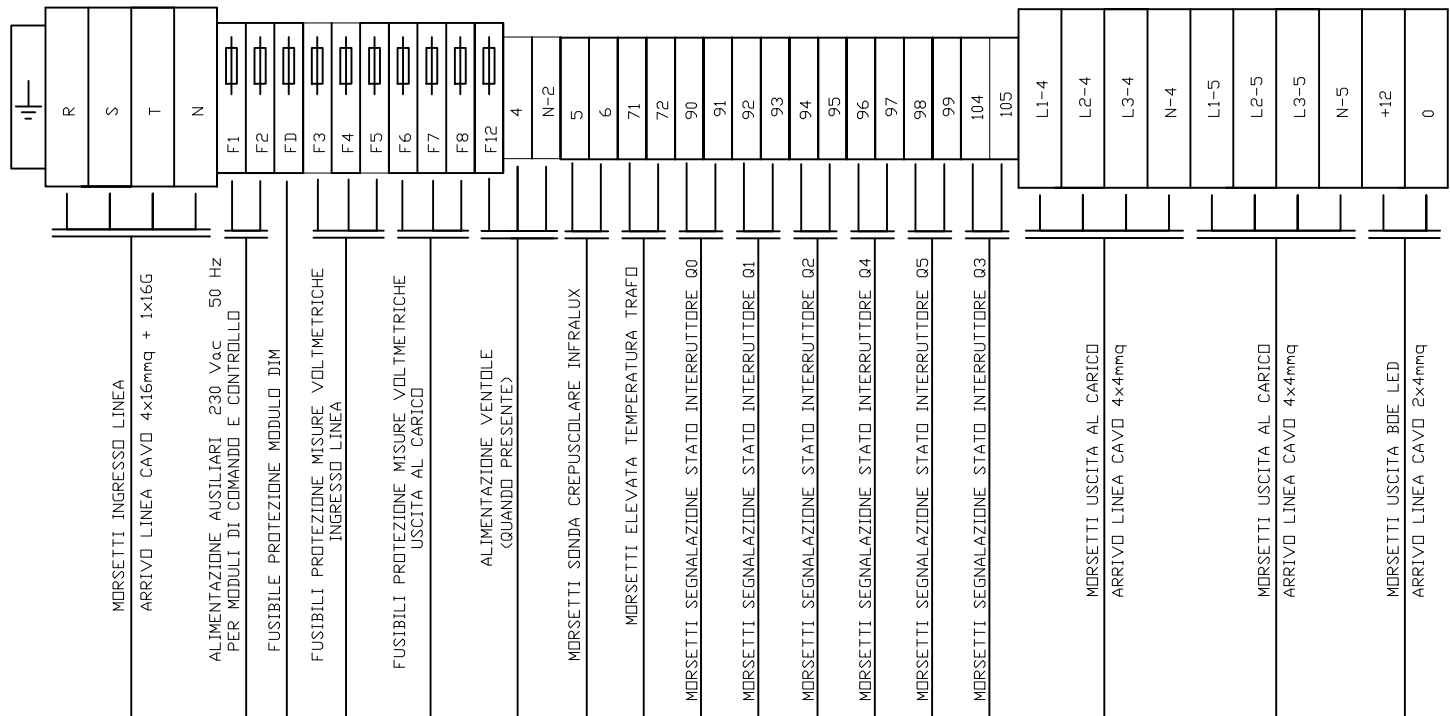 R
S
T
N
F1
F2
FD
F3
F4
F5
F6
F7
F8
F12
4
N-2
5
6
71
72
90
91
92
93
94
95
96
97
98
99
104
105
L1-4
L2-4
L3-4
N-4
L1-5
L2-5
L3-5
N-5
+12
0
MORSETTI INGRESSO LINEA
ARRIVO LINEA CAVO 4x16mmq + 1x16G
ALIMENTAZIONE AUSILIARI 230 Vac 50 Hz
PER MODULI DI COMANDO E CONTROLLO
FUSIBILE PROTEZIONE MODULO DIM
FUSIBILI PROTEZIONE MISURE VOLTMETRICHE
INGRESSO LINEA
FUSIBILI PROTEZIONE MISURE VOLTMETRICHE
USCITA AL CARICO
ALIMENTAZIONE VENTOLE
(QUANDO PRESENTE)
MORSETTI SONDA CREPUSCOLARE INFRALUX
MORSETTI ELEVATA TEMPERATURA TRAFO
MORSETTI SEGNALAZIONE STATO INTERRUTTORE Q0
MORSETTI SEGNALAZIONE STATO INTERRUTTORE Q1
MORSETTI SEGNALAZIONE STATO INTERRUTTORE Q2
MORSETTI SEGNALAZIONE STATO INTERRUTTORE Q4
MORSETTI SEGNALAZIONE STATO INTERRUTTORE Q5
MORSETTI SEGNALAZIONE STATO INTERRUTTORE Q3
MORSETTI USCITA AL CARICO
ARRIVO LINEA CAVO 4x4mmq
MORSETTI USCITA AL CARICO
ARRIVO LINEA CAVO 4x4mmq
MORSETTI USCITA BOE LED
ARRIVO LINEA CAVO 2x4mmq